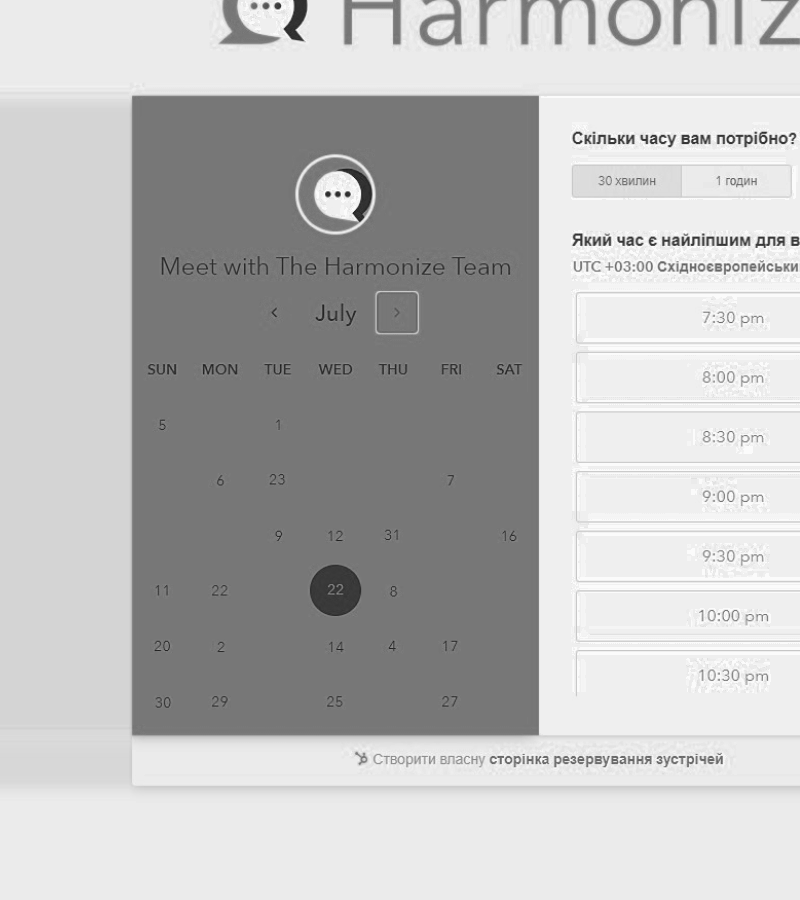 Harmoniz
Meet with The Harmonize Team
July
SUN MON TUE WED THU FRI SAT
5 1
6 23 7
9 12 31 16
11 22 22 8
20 2 14 4 17
30 29 25 27
Скільки часу вам потрібно?
30 хвилин 1 годин
Який час є найліпшим для в
UTC +03:00 Східноєвропейськи
7:30 pm
8:00 pm
8:30 pm
9:00 pm
9:30 pm
10:00 pm
10:30 pm
Створити власну сторінка резервування зустрічей